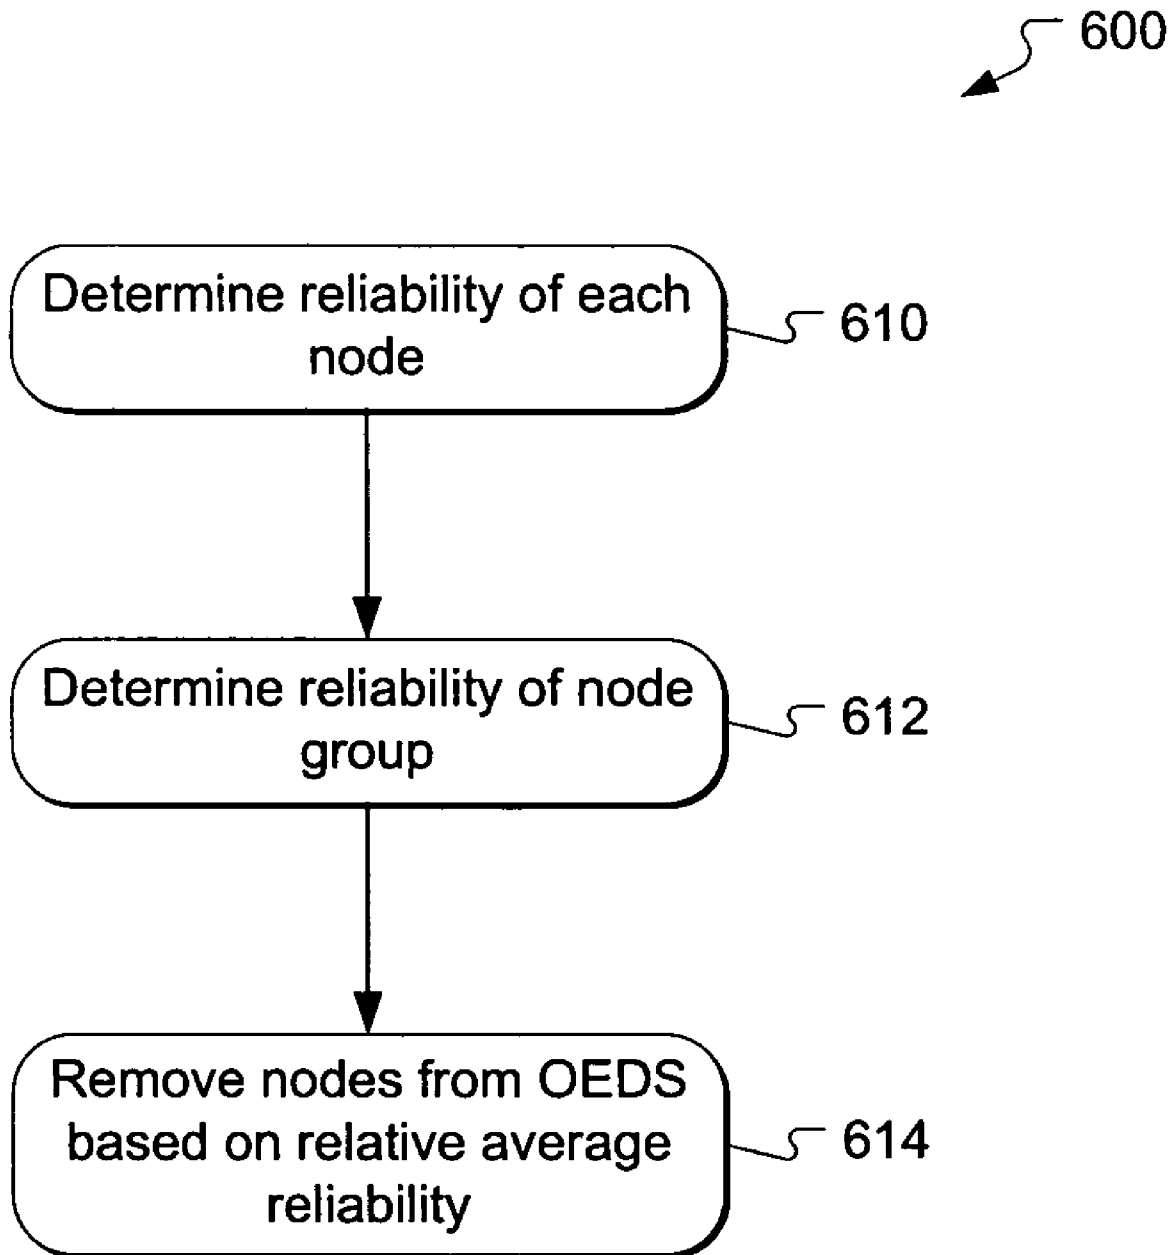 600
Determine reliability of each
node
610
Determine reliability of node
group
612
Remove nodes from OEDS
based on relative average
reliability
614